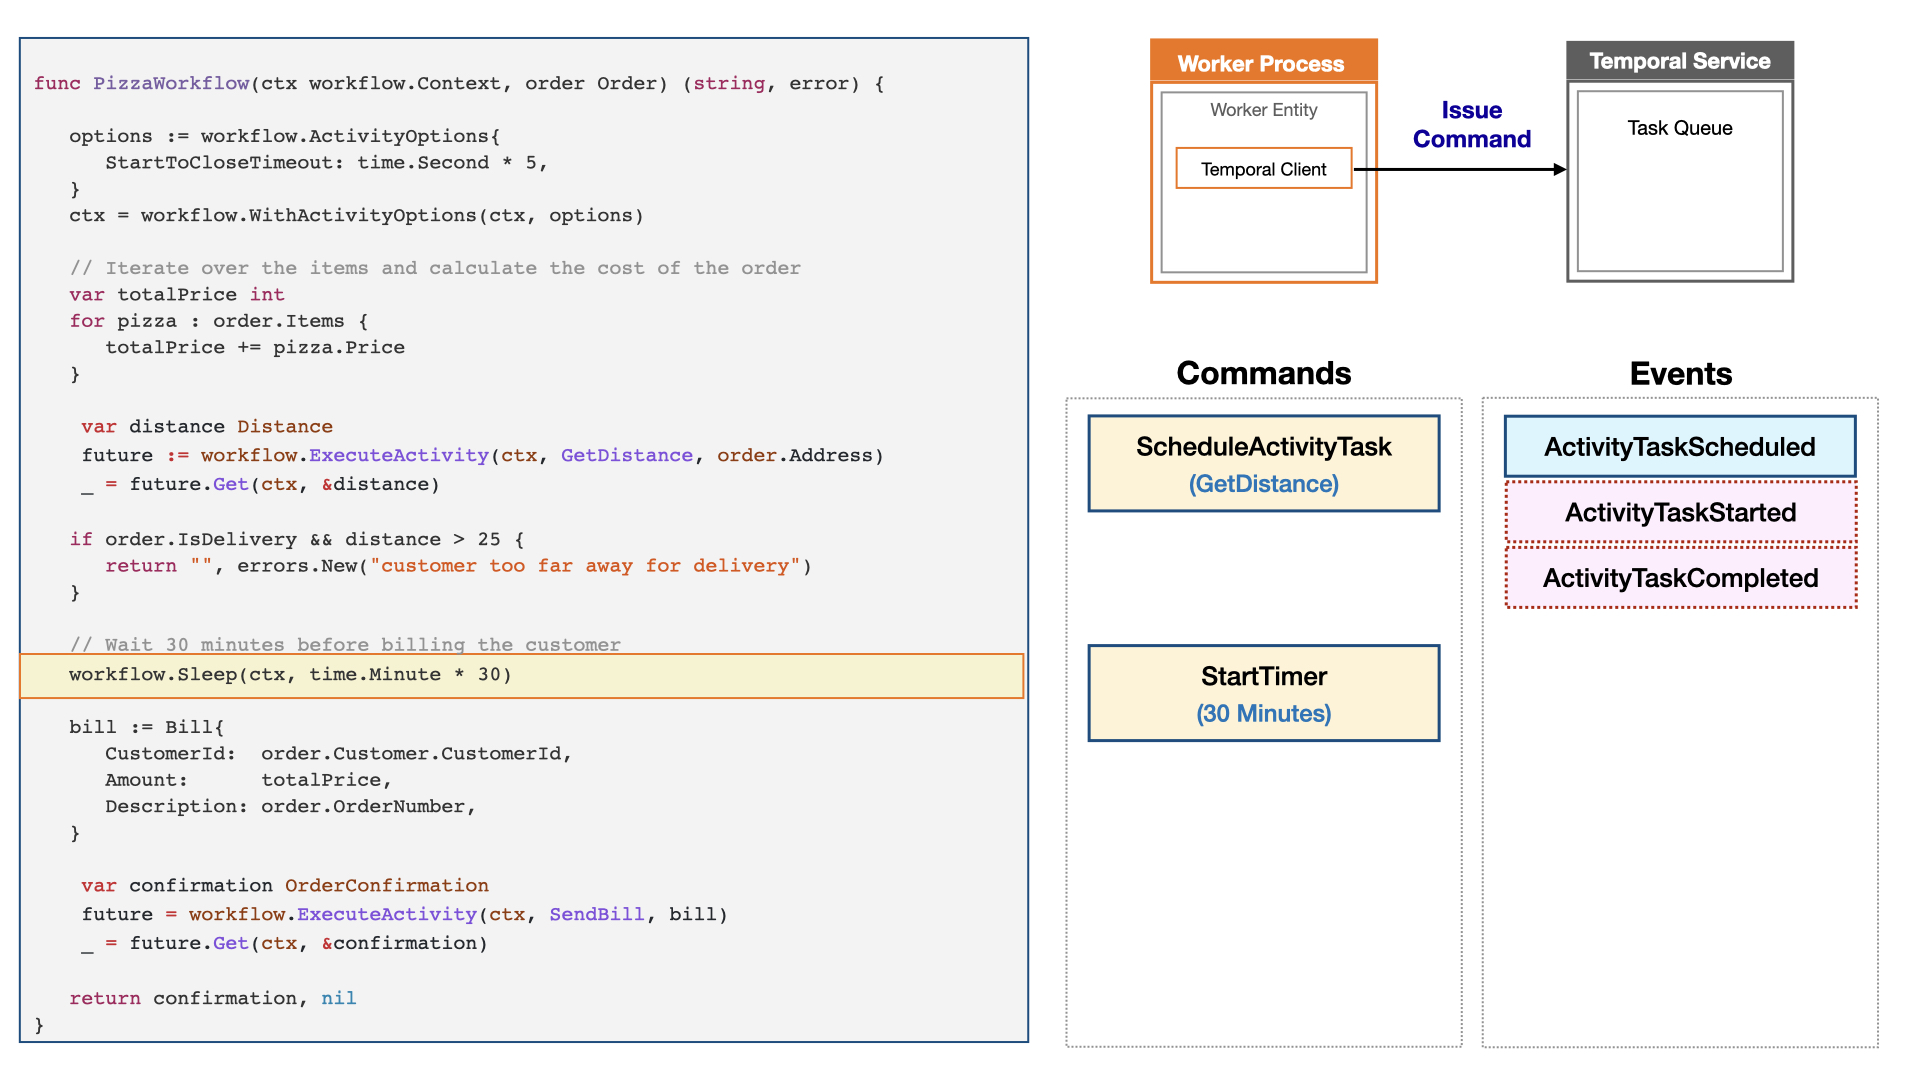 func PizzaWorkflow(ctx workflow.Context, order Order) (string, error) {
options := workflow.ActivityOptions{
StartToCloseTimeout: time.Second * 5,
}
ctx = workflow.WithActivityOptions(ctx, options)
// Iterate over the items and calculate the cost of the order
var totalPrice int
for pizza : order.Items {
totalPrice += pizza.Price
}
var distance Distance
future := workflow.ExecuteActivity(ctx, GetDistance, order.Address)
_ = future.Get(ctx, &distance)
if order.IsDelivery && distance > 25 {
return "", errors.New("customer too far away for delivery")
}
// Wait 30 minutes before billing the customer
workflow.Sleep(ctx, time.Minute * 30)
bill := Bill{
CustomerId: order.Customer.CustomerId,
Amount: totalPrice,
Description: order.OrderNumber,
}
var confirmation OrderConfirmation
future = workflow.ExecuteActivity(ctx, SendBill, bill)
_ = future.Get(ctx, &confirmation)
return confirmation, nil
}
Worker Process
Worker Entity
Temporal Client
Issue
Command
Temporal Service
Task Queue
Commands
ScheduleActivityTask
(GetDistance)
StartTimer
(30 Minutes)
Events
ActivityTaskScheduled
ActivityTaskStarted
ActivityTaskCompleted